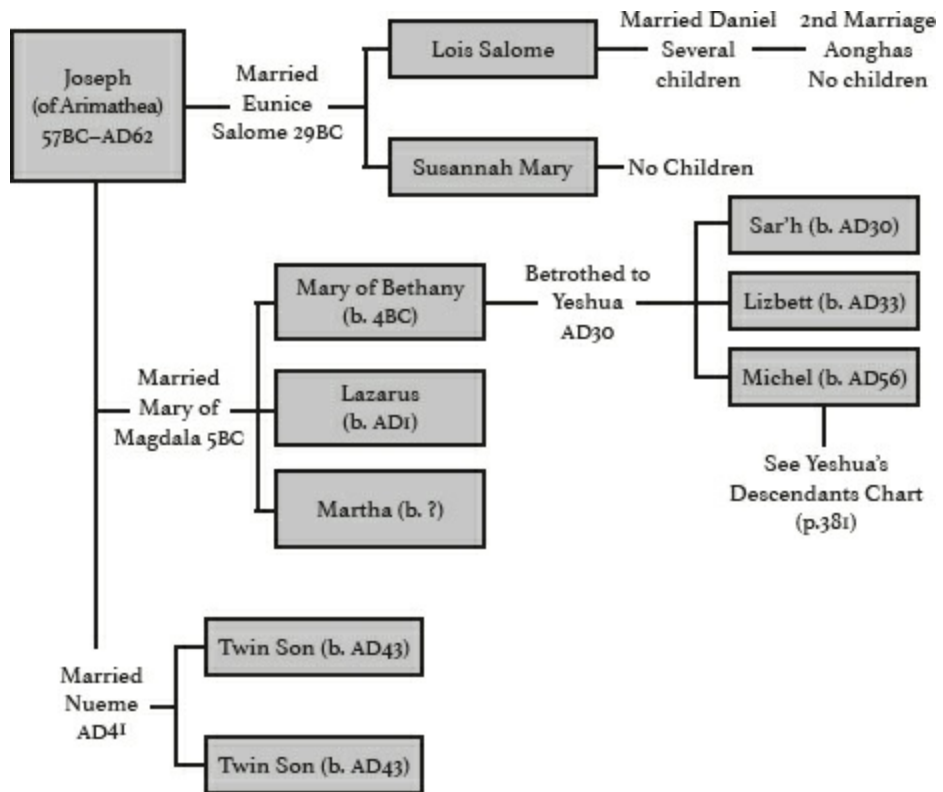 Joseph
(of Arimathea)
57BC–AD62
Married
Eunice
Salome 29BC
Lois Salome
Married Daniel
Several
children
2nd Marriage
Aonghas
No children
Susannah Mary
No Children
Married
Mary of
Magdala 5BC
Mary of Bethany
(b. 4BC)
Betrothed to
Yeshua
AD30
Sar'h (b. AD30)
Lizbett (b. AD33)
Michel (b. AD56)
See Yeshua's
Descendants Chart
(p.381)
Lazarus
(b. AD1)
Martha (b. ?)
Married
Nueme
AD41
Twin Son (b. AD43)
Twin Son (b. AD43)